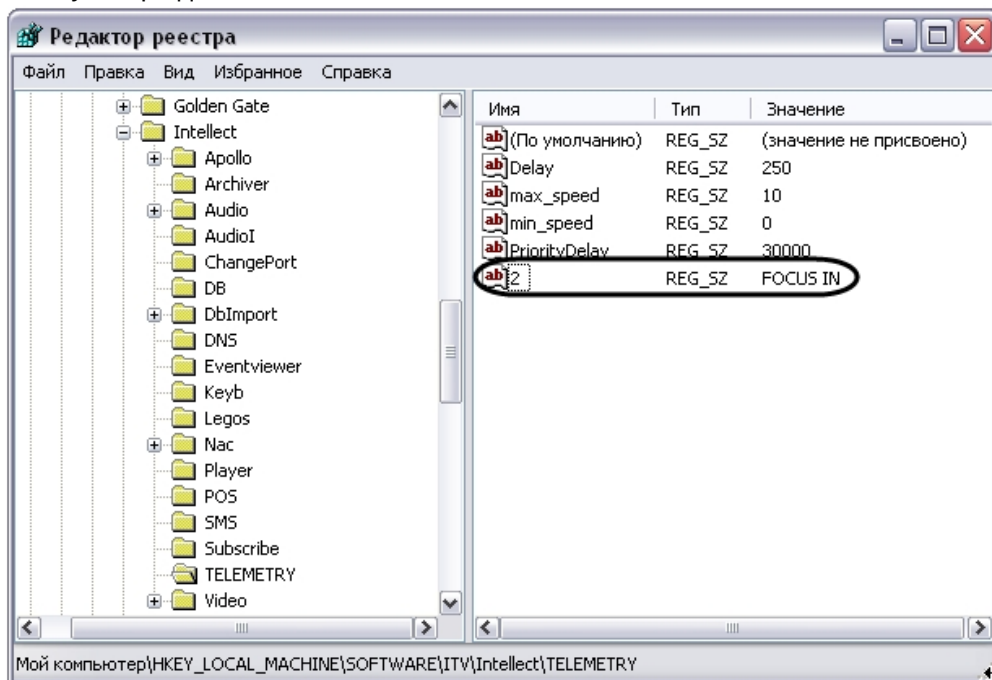 Редактор реестра
Файл Правка Вид Избранное Справка
Golden Gate
Intellect
Apollo
Archiver
Audio
AudioI
ChangePort
DB
DbImport
DNS
Eventviewer
Keyb
Legos
Nac
Player
POS
SMS
Subscribe
TELEMETRY
Video
Имя Тип Значение
(По умолчанию) REG_SZ (значение не присвоено)
Delay REG_SZ 250
max_speed REG_SZ 10
min_speed REG_SZ 0
PriorityDelay REG_SZ 30000
2 REG_SZ FOCUS IN
Мой компьютер\HKEY_LOCAL_MACHINE\SOFTWARE\ITV\Intellect\TELEMETRY